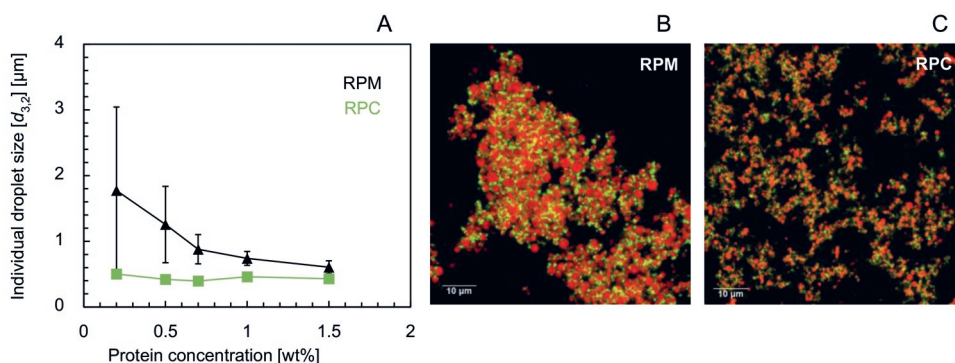 A
Individual droplet size [d3,2] [µm]
4
3
2
1
0
RPM
RPC
0
0.5
1
1.5
2
Protein concentration [wt%]
B
RPM
10 µm
C
RPC
10 µm